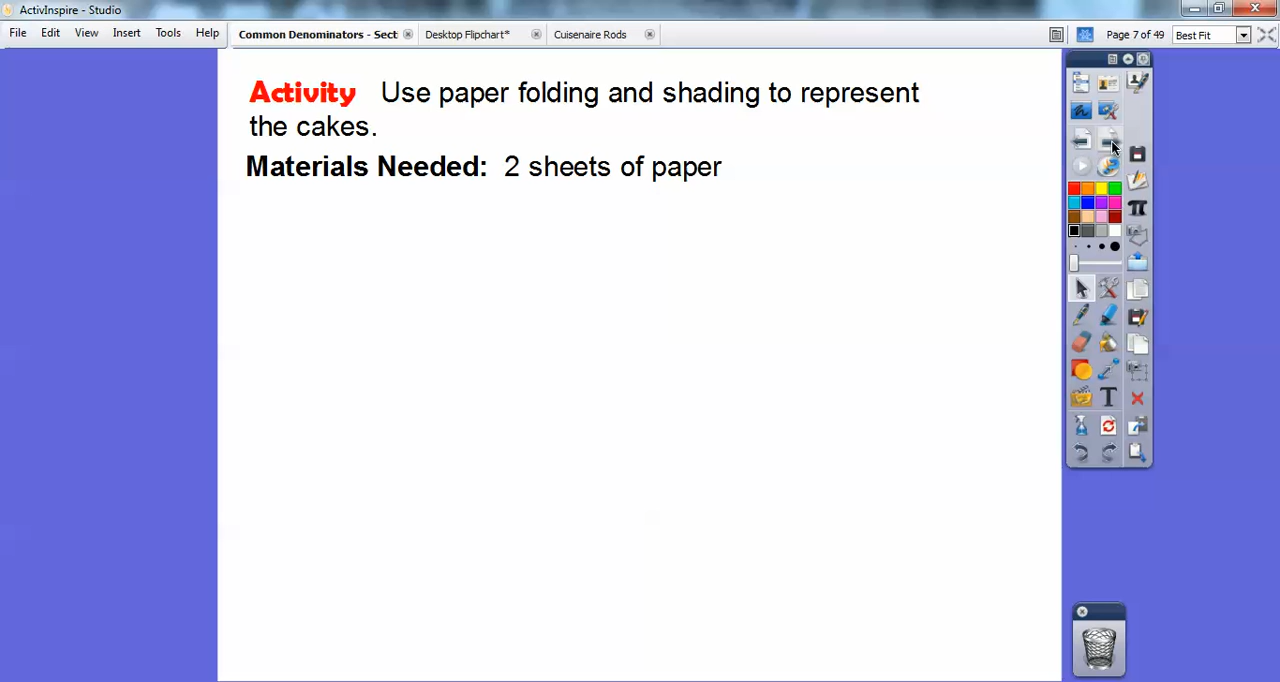 ActivInspire - Studio
File Edit View Insert Tools Help
Common Denominators - Sect Desktop Flipchart* Cuisenaire Rods
Page 7 of 49 Best Fit
Activity Use paper folding and shading to represent
the cakes.
Materials Needed: 2 sheets of paper